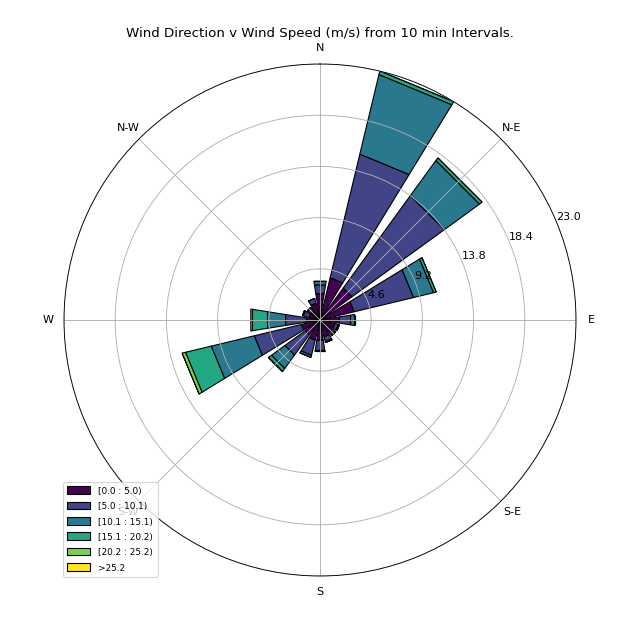 Wind Direction v Wind Speed (m/s) from 10 min Intervals.
N
N-W
N-E
23.0
18.4
13.8
9.2
4.6
W
E
[0.0 : 5.0)
[5.0 : 10.1)
[10.1 : 15.1)
[15.1 : 20.2)
[20.2 : 25.2)
>25.2
S-W
S-E
S